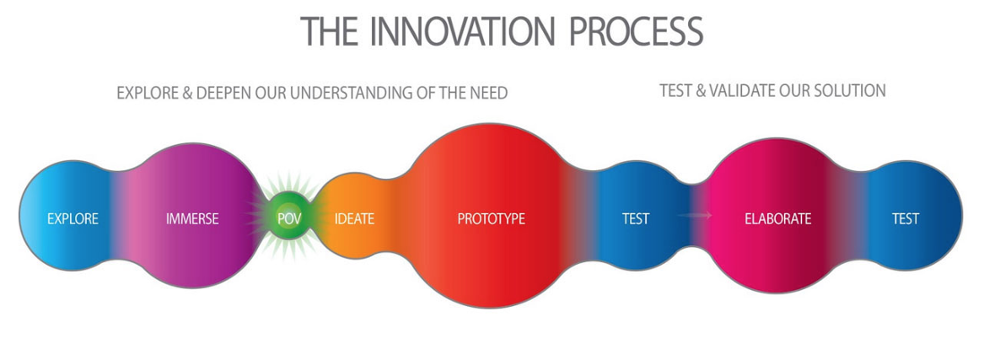 THE INNOVATION PROCESS
EXPLORE & DEEPEN OUR UNDERSTANDING OF THE NEED
TEST & VALIDATE OUR SOLUTION
EXPLORE
IMMERSE
POV
IDEATE
PROTOTYPE
TEST
ELABORATE
TEST